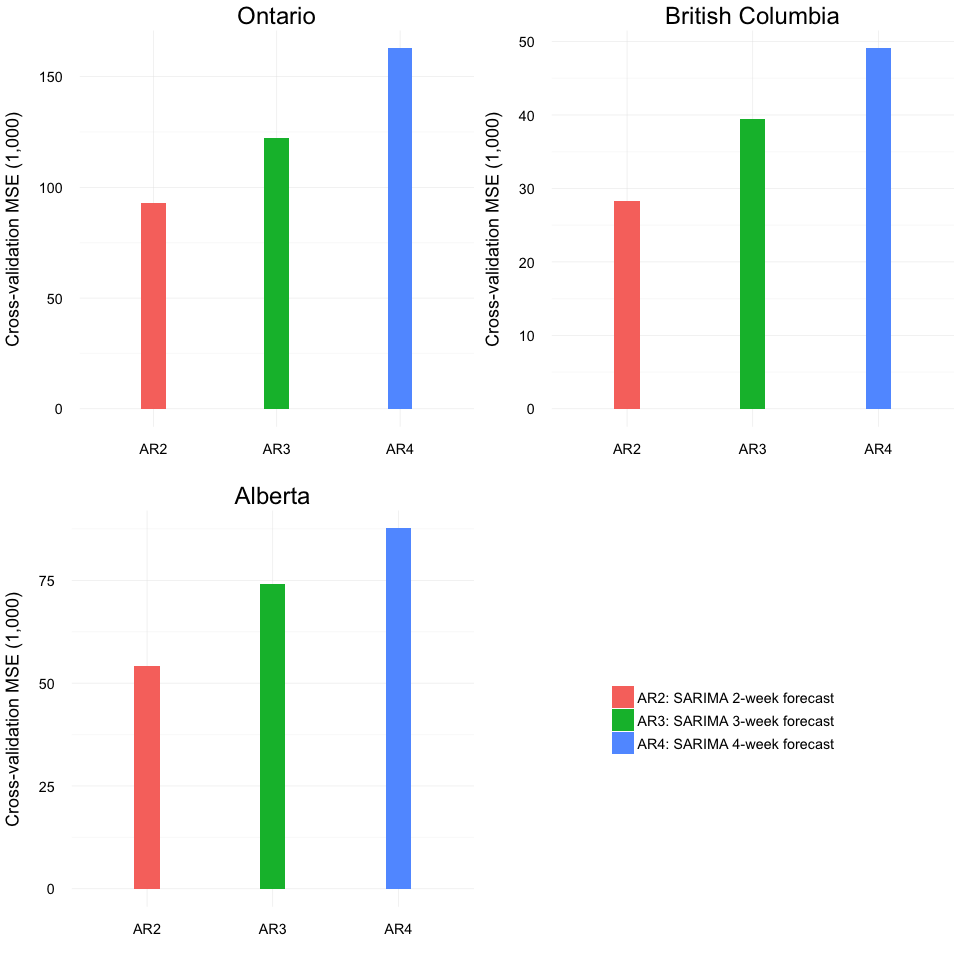 Ontario
Cross-validation MSE (1,000)
150
100
50
0
AR2 AR3 AR4
British Columbia
Cross-validation MSE (1,000)
50
40
30
20
10
0
AR2 AR3 AR4
Alberta
Cross-validation MSE (1,000)
75
50
25
0
AR2 AR3 AR4
AR2: SARIMA 2-week forecast
AR3: SARIMA 3-week forecast
AR4: SARIMA 4-week forecast